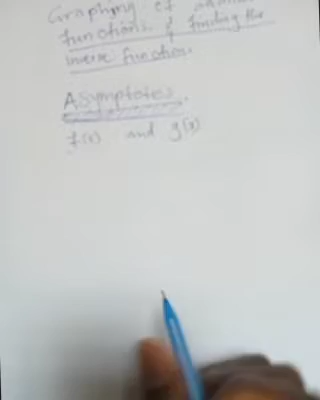 Graphing of
functions & finding the
inverse function.
Asymptotes.
f(x) and g(x)